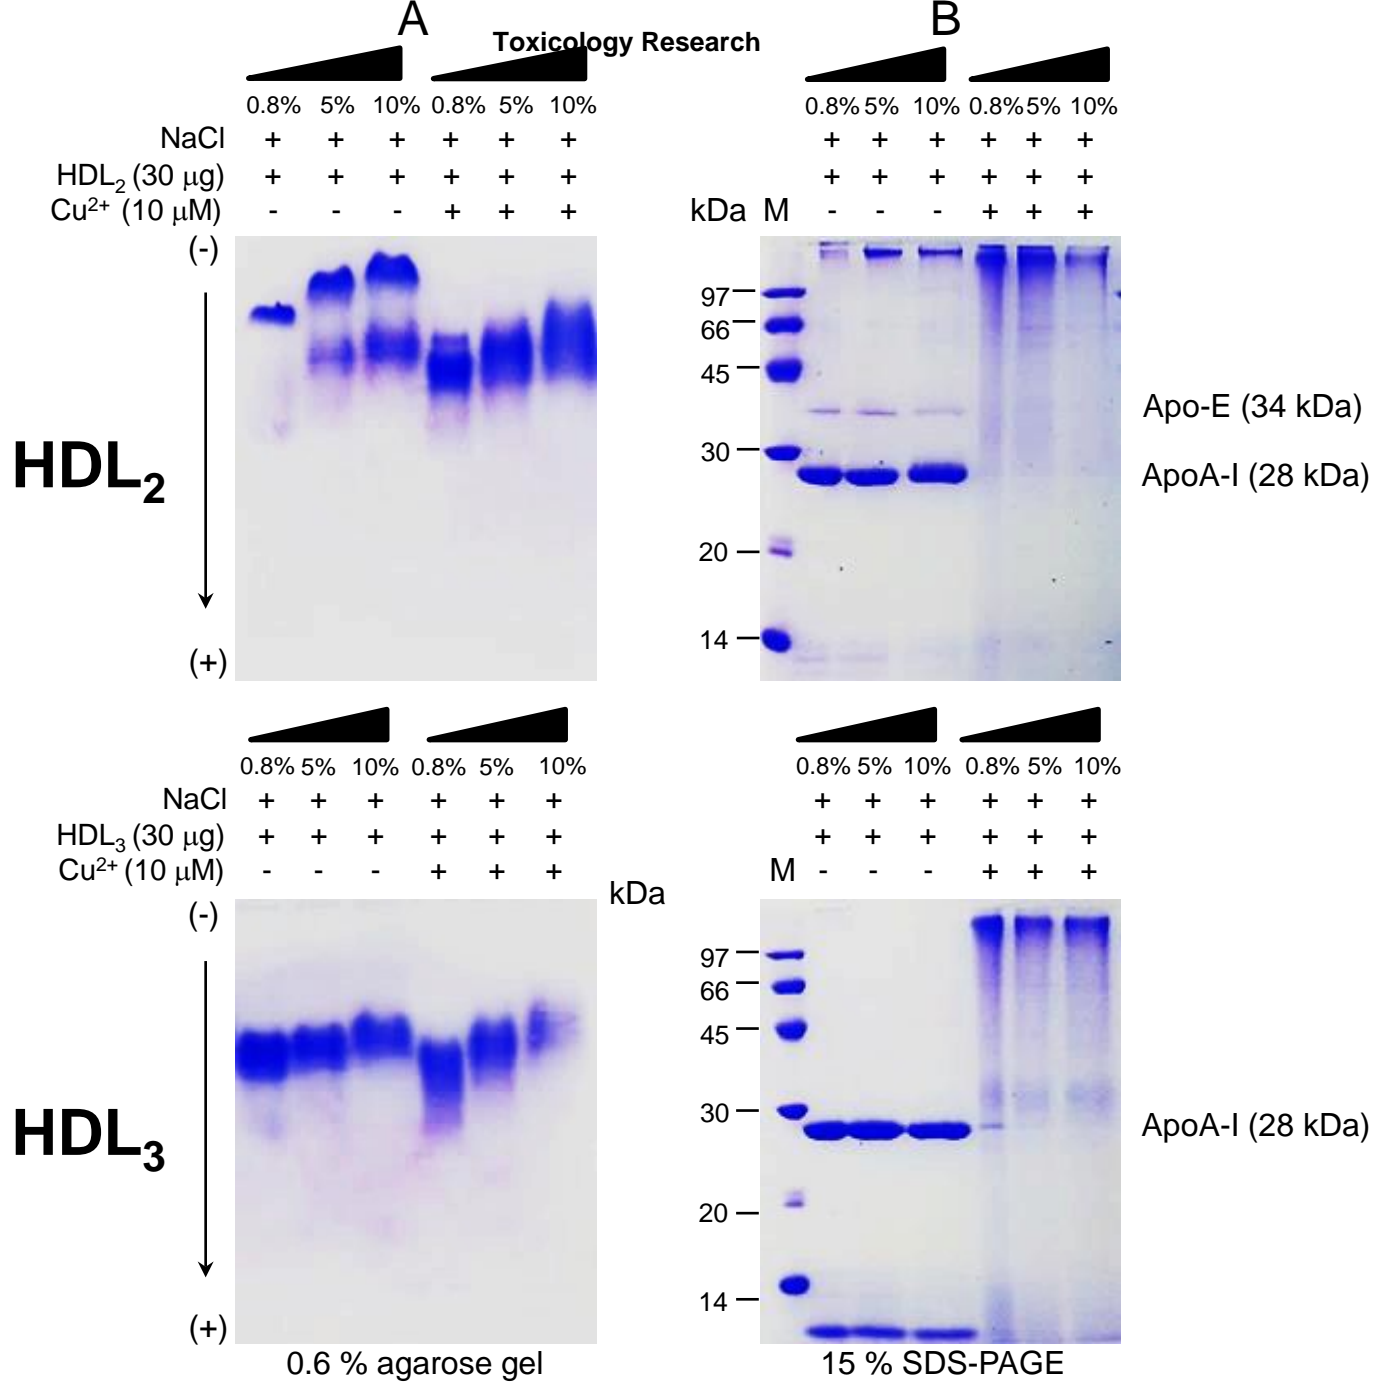 A B
Toxicology Research
0.8% 5% 10% 0.8% 5% 10% 0.8% 5% 10% 0.8% 5% 10%
NaCl + + + + + + + + + + + +
HDL₂ (30 μg) + + + + + + + + + + + +
Cu²⁺ (10 μM) - - - + + + kDa M - - - + + +
(-)
97
66
45
Apo-E (34 kDa)
30
HDL₂
ApoA-I (28 kDa)
20
14
(+)
0.8% 5% 10% 0.8% 5% 10% 0.8% 5% 10% 0.8% 5% 10%
NaCl + + + + + + + + + + + +
HDL₃ (30 μg) + + + + + + + + + + + +
Cu²⁺ (10 μM) - - - + + + M - - - + + +
kDa
(-)
97
66
45
30
HDL₃
ApoA-I (28 kDa)
20
14
(+)
0.6 % agarose gel 15 % SDS-PAGE